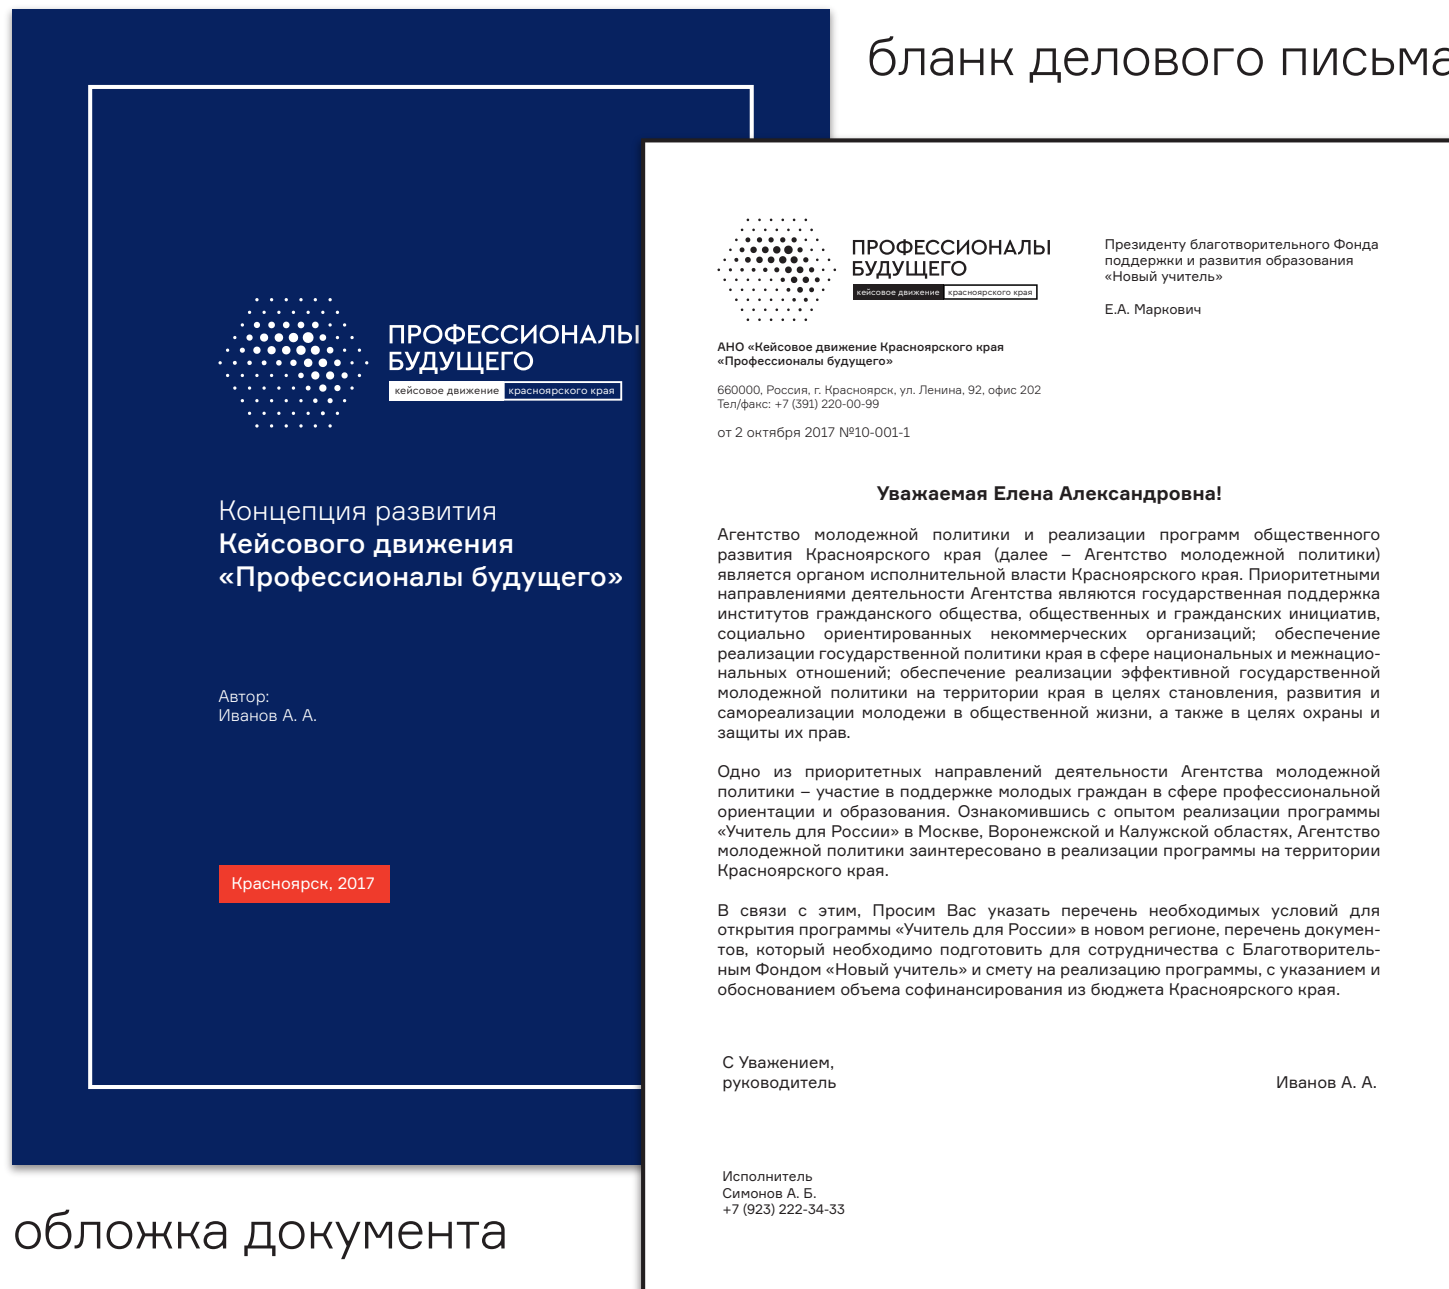 бланк делового письма
ПРОФЕССИОНАЛЫ
БУДУЩЕГО
кейсовое движение красноярского края
Концепция развития
Кейсового движения
«Профессионалы будущего»
Автор:
Иванов А. А.
Красноярск, 2017
обложка документа
ПРОФЕССИОНАЛЫ
БУДУЩЕГО
кейсовое движение красноярского края
Президенту благотворительного Фонда
поддержки и развития образования
«Новый учитель»
Е.А. Маркович
АНО «Кейсовое движение Красноярского края
«Профессионалы будущего»
660000, Россия, г. Красноярск, ул. Ленина, 92, офис 202
Тел/факс: +7 (391) 220-00-99
от 2 октября 2017 №10-001-1
Уважаемая Елена Александровна!
Агентство молодежной политики и реализации программ общественного
развития Красноярского края (далее – Агентство молодежной политики)
является органом исполнительной власти Красноярского края. Приоритетными
направлениями деятельности Агентства являются государственная поддержка
институтов гражданского общества, общественных и гражданских инициатив,
социально ориентированных некоммерческих организаций; обеспечение
реализации государственной политики края в сфере национальных и межнацио-
нальных отношений; обеспечение реализации эффективной государственной
молодежной политики на территории края в целях становления, развития и
самореализации молодежи в общественной жизни, а также в целях охраны и
защиты их прав.
Одно из приоритетных направлений деятельности Агентства молодежной
политики – участие в поддержке молодых граждан в сфере профессиональной
ориентации и образования. Ознакомившись с опытом реализации программы
«Учитель для России» в Москве, Воронежской и Калужской областях, Агентство
молодежной политики заинтересовано в реализации программы на территории
Красноярского края.
В связи с этим, Просим Вас указать перечень необходимых условий для
открытия программы «Учитель для России» в новом регионе, перечень докумен-
тов, который необходимо подготовить для сотрудничества с Благотворитель-
ным Фондом «Новый учитель» и смету на реализацию программы, с указанием и
обоснованием объема софинансирования из бюджета Красноярского края.
С Уважением,
руководитель
Иванов А. А.
Исполнитель
Симонов А. Б.
+7 (923) 222-34-33